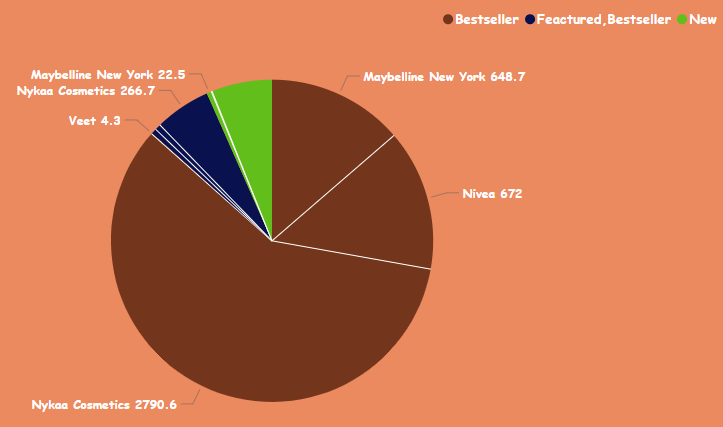 Bestseller Feactured,Bestseller New
Maybelline New York 22.5
Maybelline New York 648.7
Nykaa Cosmetics 266.7
Veet 4.3
Nivea 672
Nykaa Cosmetics 2790.6